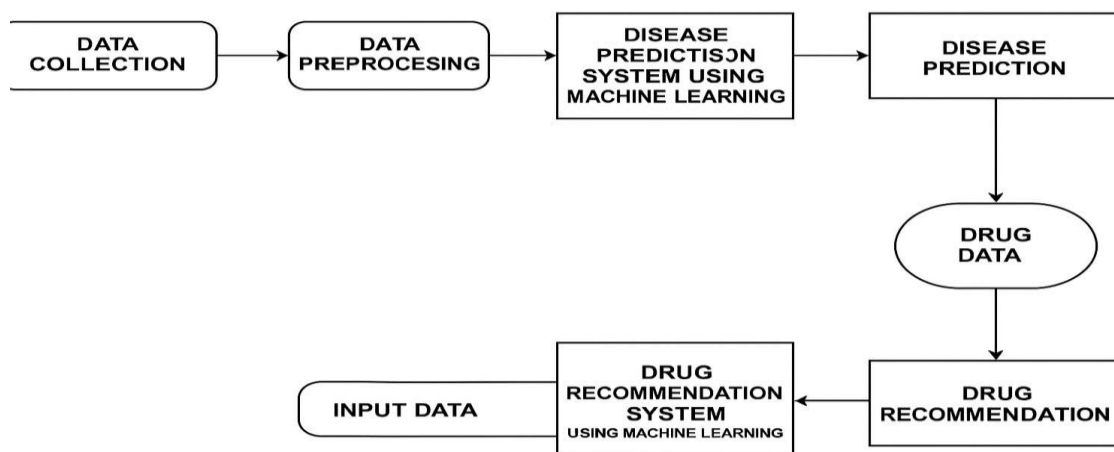 DATA
COLLECTION
DATA
PREPROCESING
DISEASE
PREDICTISƆN
SYSTEM USING
MACHINE LEARNING
DISEASE
PREDICTION
DRUG
DATA
DRUG
RECOMMENDATION
DRUG
RECOMMENDATION
SYSTEM
USING MACHINE LEARNING
INPUT DATA